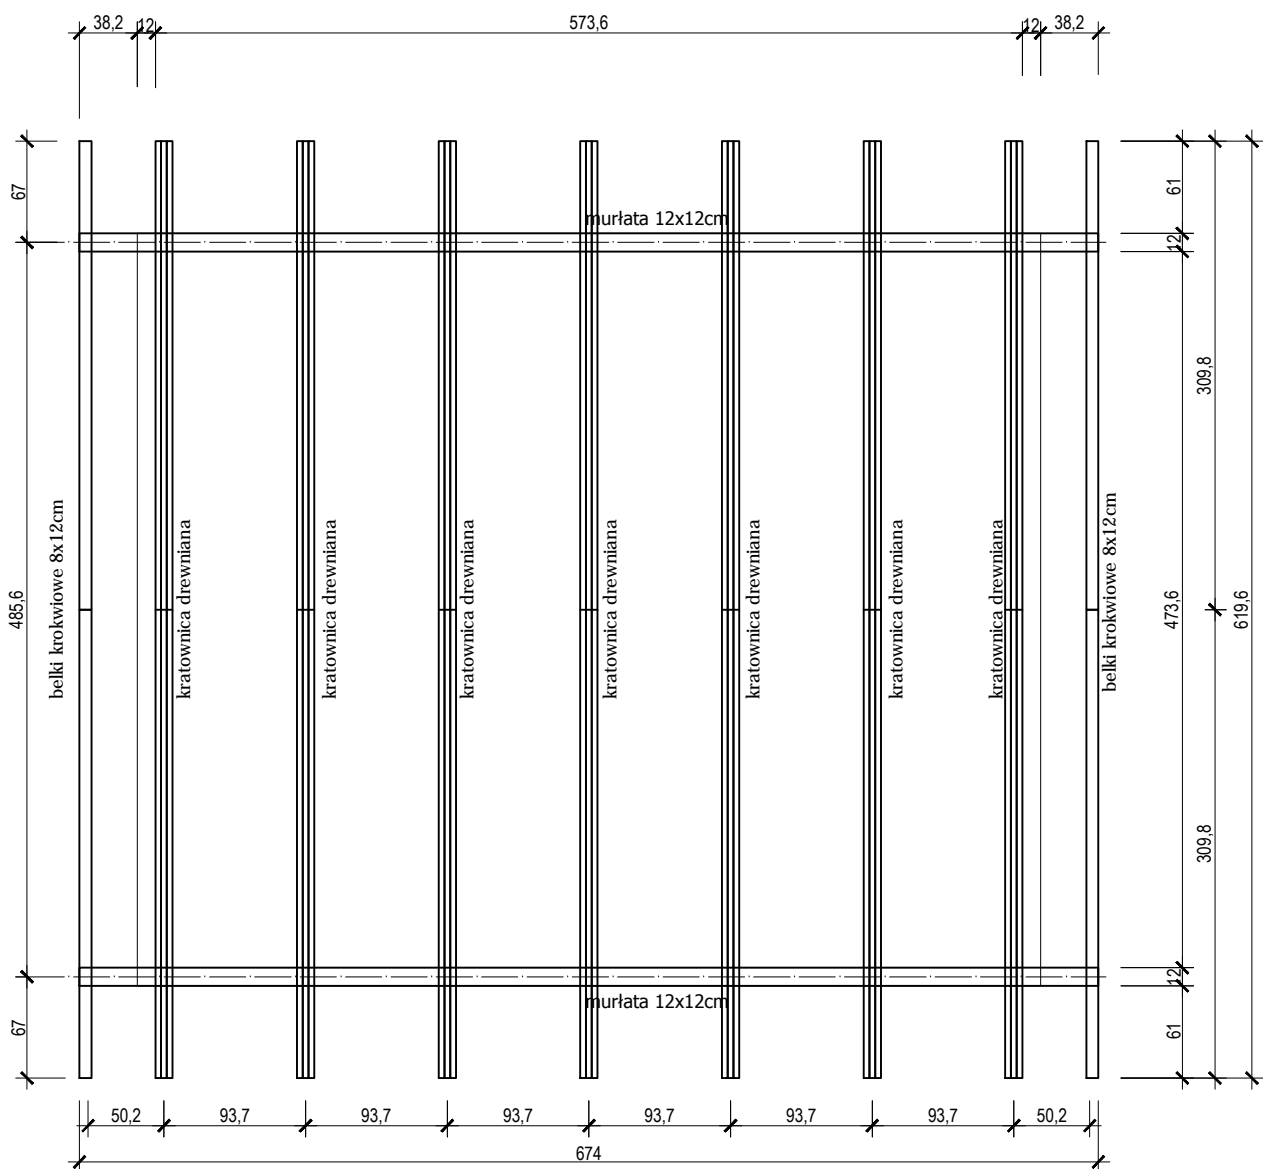 38,2 12 573,6 12 38,2
67
61
murłata 12x12cm
12
309,8
belki krokwiowe 8x12cm
kratownica drewniana
kratownica drewniana
kratownica drewniana
kratownica drewniana
kratownica drewniana
kratownica drewniana
kratownica drewniana
belki krokwiowe 8x12cm
485,6
473,6
619,6
309,8
12
murłata 12x12cm
67
61
50,2 93,7 93,7 93,7 93,7 93,7 93,7 50,2
674